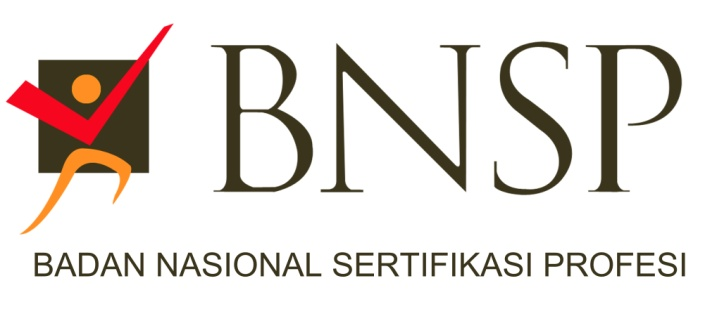 BNSP
BADAN NASIONAL SERTIFIKASI PROFESI